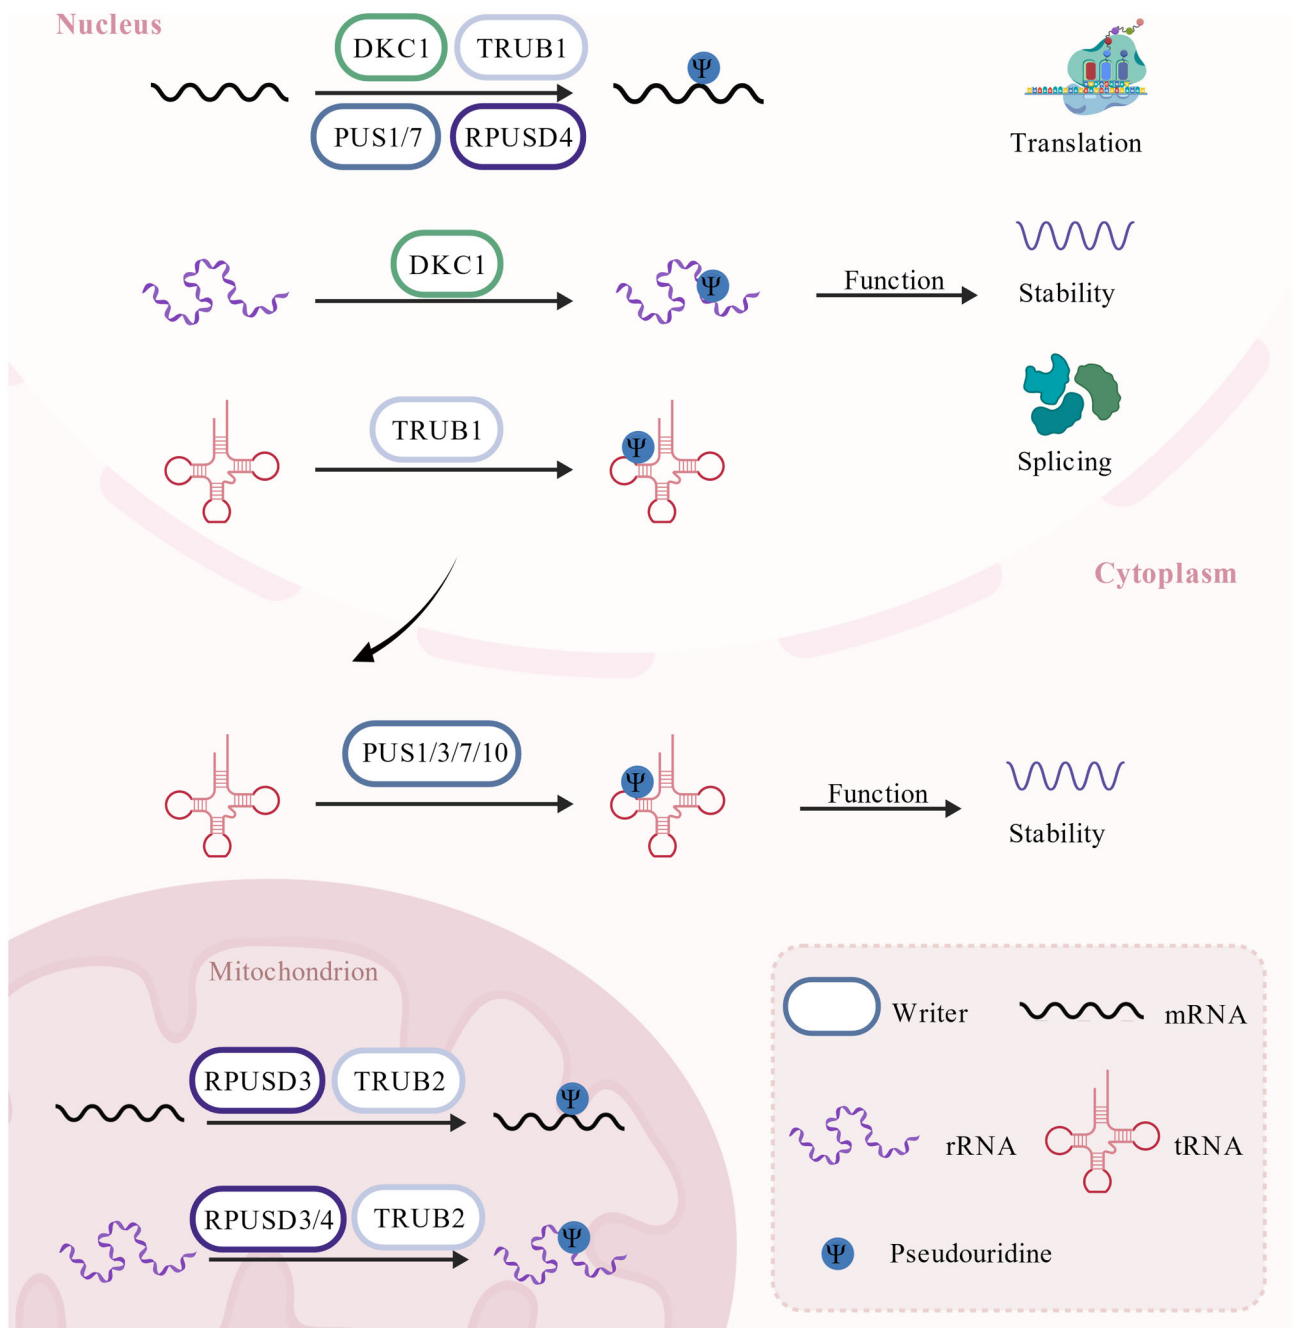 Nucleus
DKC1
TRUB1
Ψ
PUS1/7
RPUSD4
Translation
DKC1
Ψ
Function
Stability
TRUB1
Ψ
Splicing
Cytoplasm
PUS1/3/7/10
Ψ
Function
Stability
Mitochondrion
RPUSD3
TRUB2
Ψ
RPUSD3/4
TRUB2
Ψ
Writer
mRNA
rRNA
tRNA
Ψ
Pseudouridine